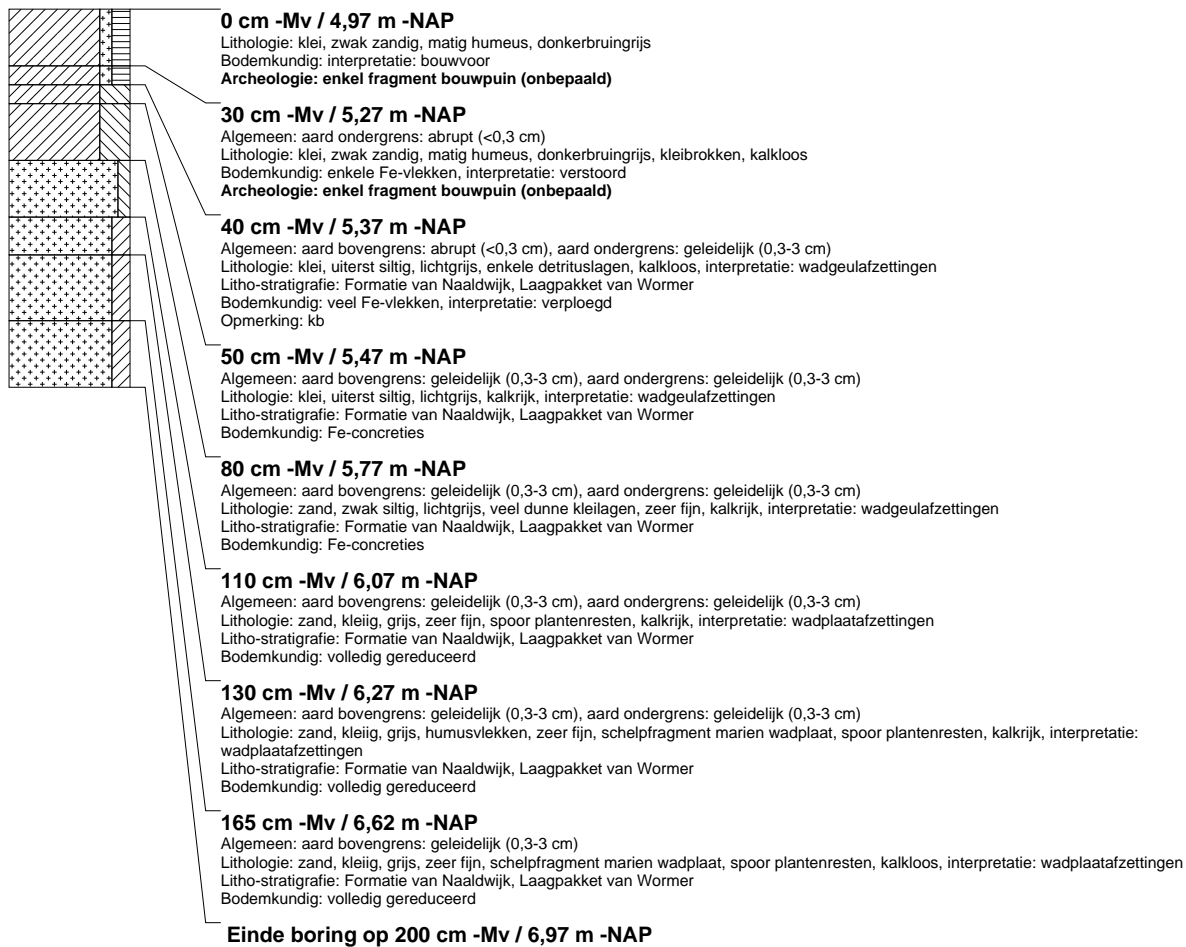 0 cm -Mv / 4,97 m -NAP
Lithologie: klei, zwak zandig, matig humeus, donkerbruingrijs
Bodemkundig: interpretatie: bouwvoor
Archeologie: enkel fragment bouwpuin (onbepaald)
30 cm -Mv / 5,27 m -NAP
Algemeen: aard ondergrens: abrupt (<0,3 cm)
Lithologie: klei, zwak zandig, matig humeus, donkerbruingrijs, kleibrokken, kalkloos
Bodemkundig: enkele Fe-vlekken, interpretatie: verstoord
Archeologie: enkel fragment bouwpuin (onbepaald)
40 cm -Mv / 5,37 m -NAP
Algemeen: aard bovengrens: abrupt (<0,3 cm), aard ondergrens: geleidelijk (0,3-3 cm)
Lithologie: klei, uiterst siltig, lichtgrijs, enkele detrituslagen, kalkloos, interpretatie: wadgeulafzettingen
Litho-stratigrafie: Formatie van Naaldwijk, Laagpakket van Wormer
Bodemkundig: veel Fe-vlekken, interpretatie: verploegd
Opmerking: kb
50 cm -Mv / 5,47 m -NAP
Algemeen: aard bovengrens: geleidelijk (0,3-3 cm), aard ondergrens: geleidelijk (0,3-3 cm)
Lithologie: klei, uiterst siltig, lichtgrijs, kalkrijk, interpretatie: wadgeulafzettingen
Litho-stratigrafie: Formatie van Naaldwijk, Laagpakket van Wormer
Bodemkundig: Fe-concreties
80 cm -Mv / 5,77 m -NAP
Algemeen: aard bovengrens: geleidelijk (0,3-3 cm), aard ondergrens: geleidelijk (0,3-3 cm)
Lithologie: zand, zwak siltig, lichtgrijs, veel dunne kleilagen, zeer fijn, kalkrijk, interpretatie: wadgeulafzettingen
Litho-stratigrafie: Formatie van Naaldwijk, Laagpakket van Wormer
Bodemkundig: Fe-concreties
110 cm -Mv / 6,07 m -NAP
Algemeen: aard bovengrens: geleidelijk (0,3-3 cm), aard ondergrens: geleidelijk (0,3-3 cm)
Lithologie: zand, kleiig, grijs, zeer fijn, spoor plantenresten, kalkrijk, interpretatie: wadplaatafzettingen
Litho-stratigrafie: Formatie van Naaldwijk, Laagpakket van Wormer
Bodemkundig: volledig gereduceerd
130 cm -Mv / 6,27 m -NAP
Algemeen: aard bovengrens: geleidelijk (0,3-3 cm), aard ondergrens: geleidelijk (0,3-3 cm)
Lithologie: zand, kleiig, grijs, humusvlekken, zeer fijn, schelpfragment marien wadplaat, spoor plantenresten, kalkrijk, interpretatie:
wadplaatafzettingen
Litho-stratigrafie: Formatie van Naaldwijk, Laagpakket van Wormer
Bodemkundig: volledig gereduceerd
165 cm -Mv / 6,62 m -NAP
Algemeen: aard bovengrens: geleidelijk (0,3-3 cm)
Lithologie: zand, kleiig, grijs, zeer fijn, schelpfragment marien wadplaat, spoor plantenresten, kalkloos, interpretatie: wadplaatafzettingen
Litho-stratigrafie: Formatie van Naaldwijk, Laagpakket van Wormer
Bodemkundig: volledig gereduceerd
Einde boring op 200 cm -Mv / 6,97 m -NAP